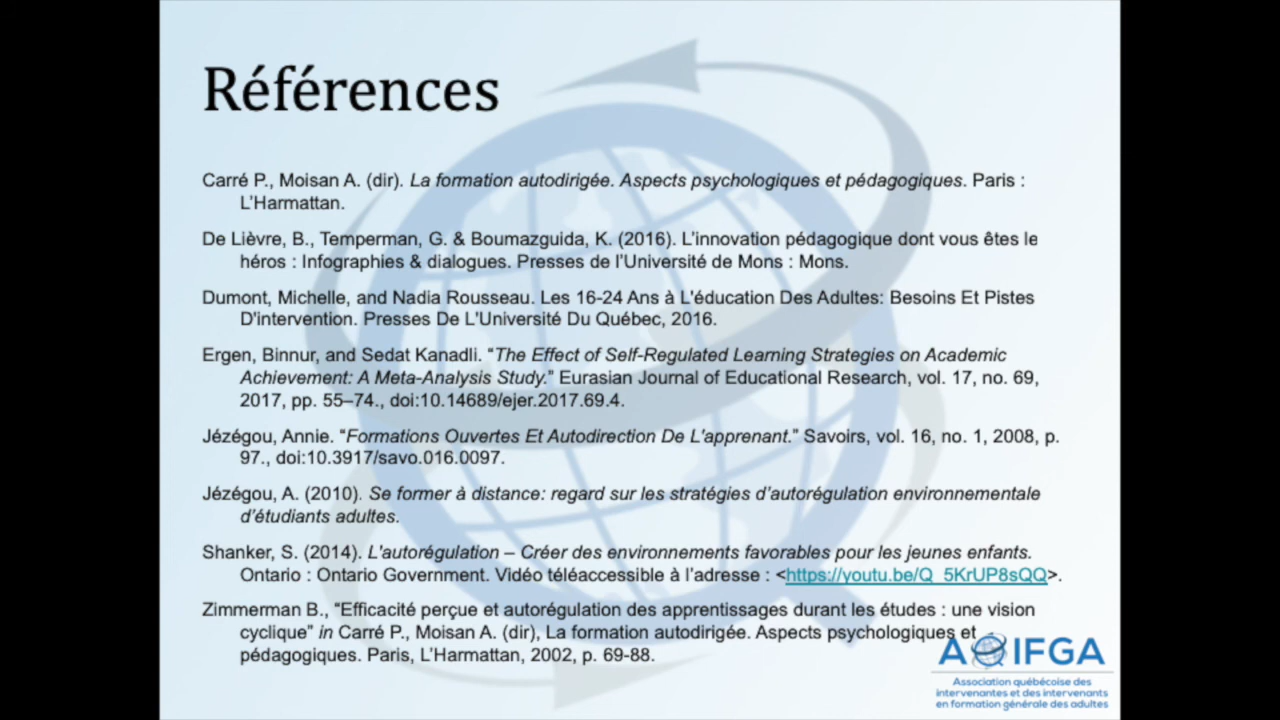 Références
Carré P., Moisan A. (dir). La formation autodirigée. Aspects psychologiques et pédagogiques. Paris :
L'Harmattan.
De Lièvre, B., Temperman, G. & Boumazguida, K. (2016). L'innovation pédagogique dont vous êtes le
héros : Infographies & dialogues. Presses de l'Université de Mons : Mons.
Dumont, Michelle, and Nadia Rousseau. Les 16-24 Ans à L'éducation Des Adultes: Besoins Et Pistes
D'intervention. Presses De L'Université Du Québec, 2016.
Ergen, Binnur, and Sedat Kanadli. “The Effect of Self-Regulated Learning Strategies on Academic
Achievement: A Meta-Analysis Study.” Eurasian Journal of Educational Research, vol. 17, no. 69,
2017, pp. 55–74., doi:10.14689/ejer.2017.69.4.
Jézégou, Annie. “Formations Ouvertes Et Autodirection De L'apprenant.” Savoirs, vol. 16, no. 1, 2008, p.
97., doi:10.3917/savo.016.0097.
Jézégou, A. (2010). Se former à distance: regard sur les stratégies d'autorégulation environnementale
d'étudiants adultes.
Shanker, S. (2014). L'autorégulation – Créer des environnements favorables pour les jeunes enfants.
Ontario : Ontario Government. Vidéo téléaccessible à l'adresse : <https://youtu.be/Q_5KrUP8sQQ>.
Zimmerman B., “Efficacité perçue et autorégulation des apprentissages durant les études : une vision
cyclique” in Carré P., Moisan A. (dir), La formation autodirigée. Aspects psychologiques et
pédagogiques. Paris, L'Harmattan, 2002, p. 69-88.
AQIFGA
Association québécoise des
intervenantes et des intervenants
en formation générale des adultes